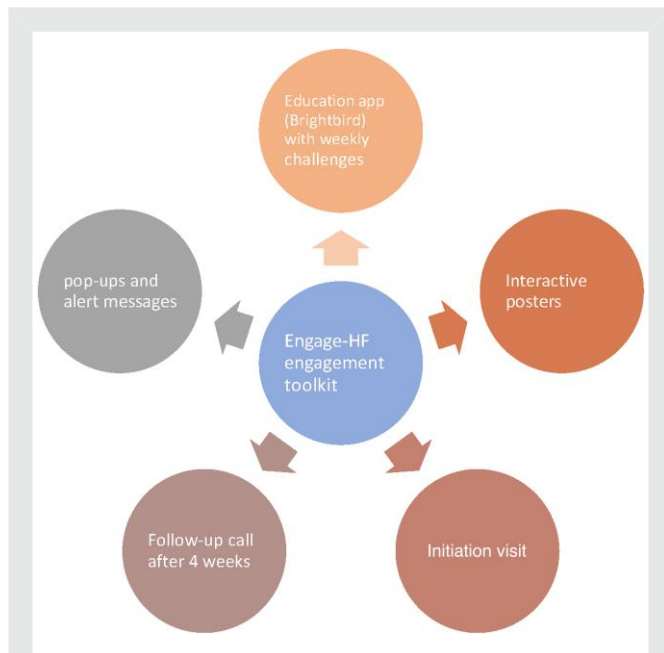 Education app
(Brightbird)
with weekly
challenges
pop-ups and
alert messages
Interactive
posters
Engage-HF
engagement
toolkit
Follow-up call
after 4 weeks
Initiation visit